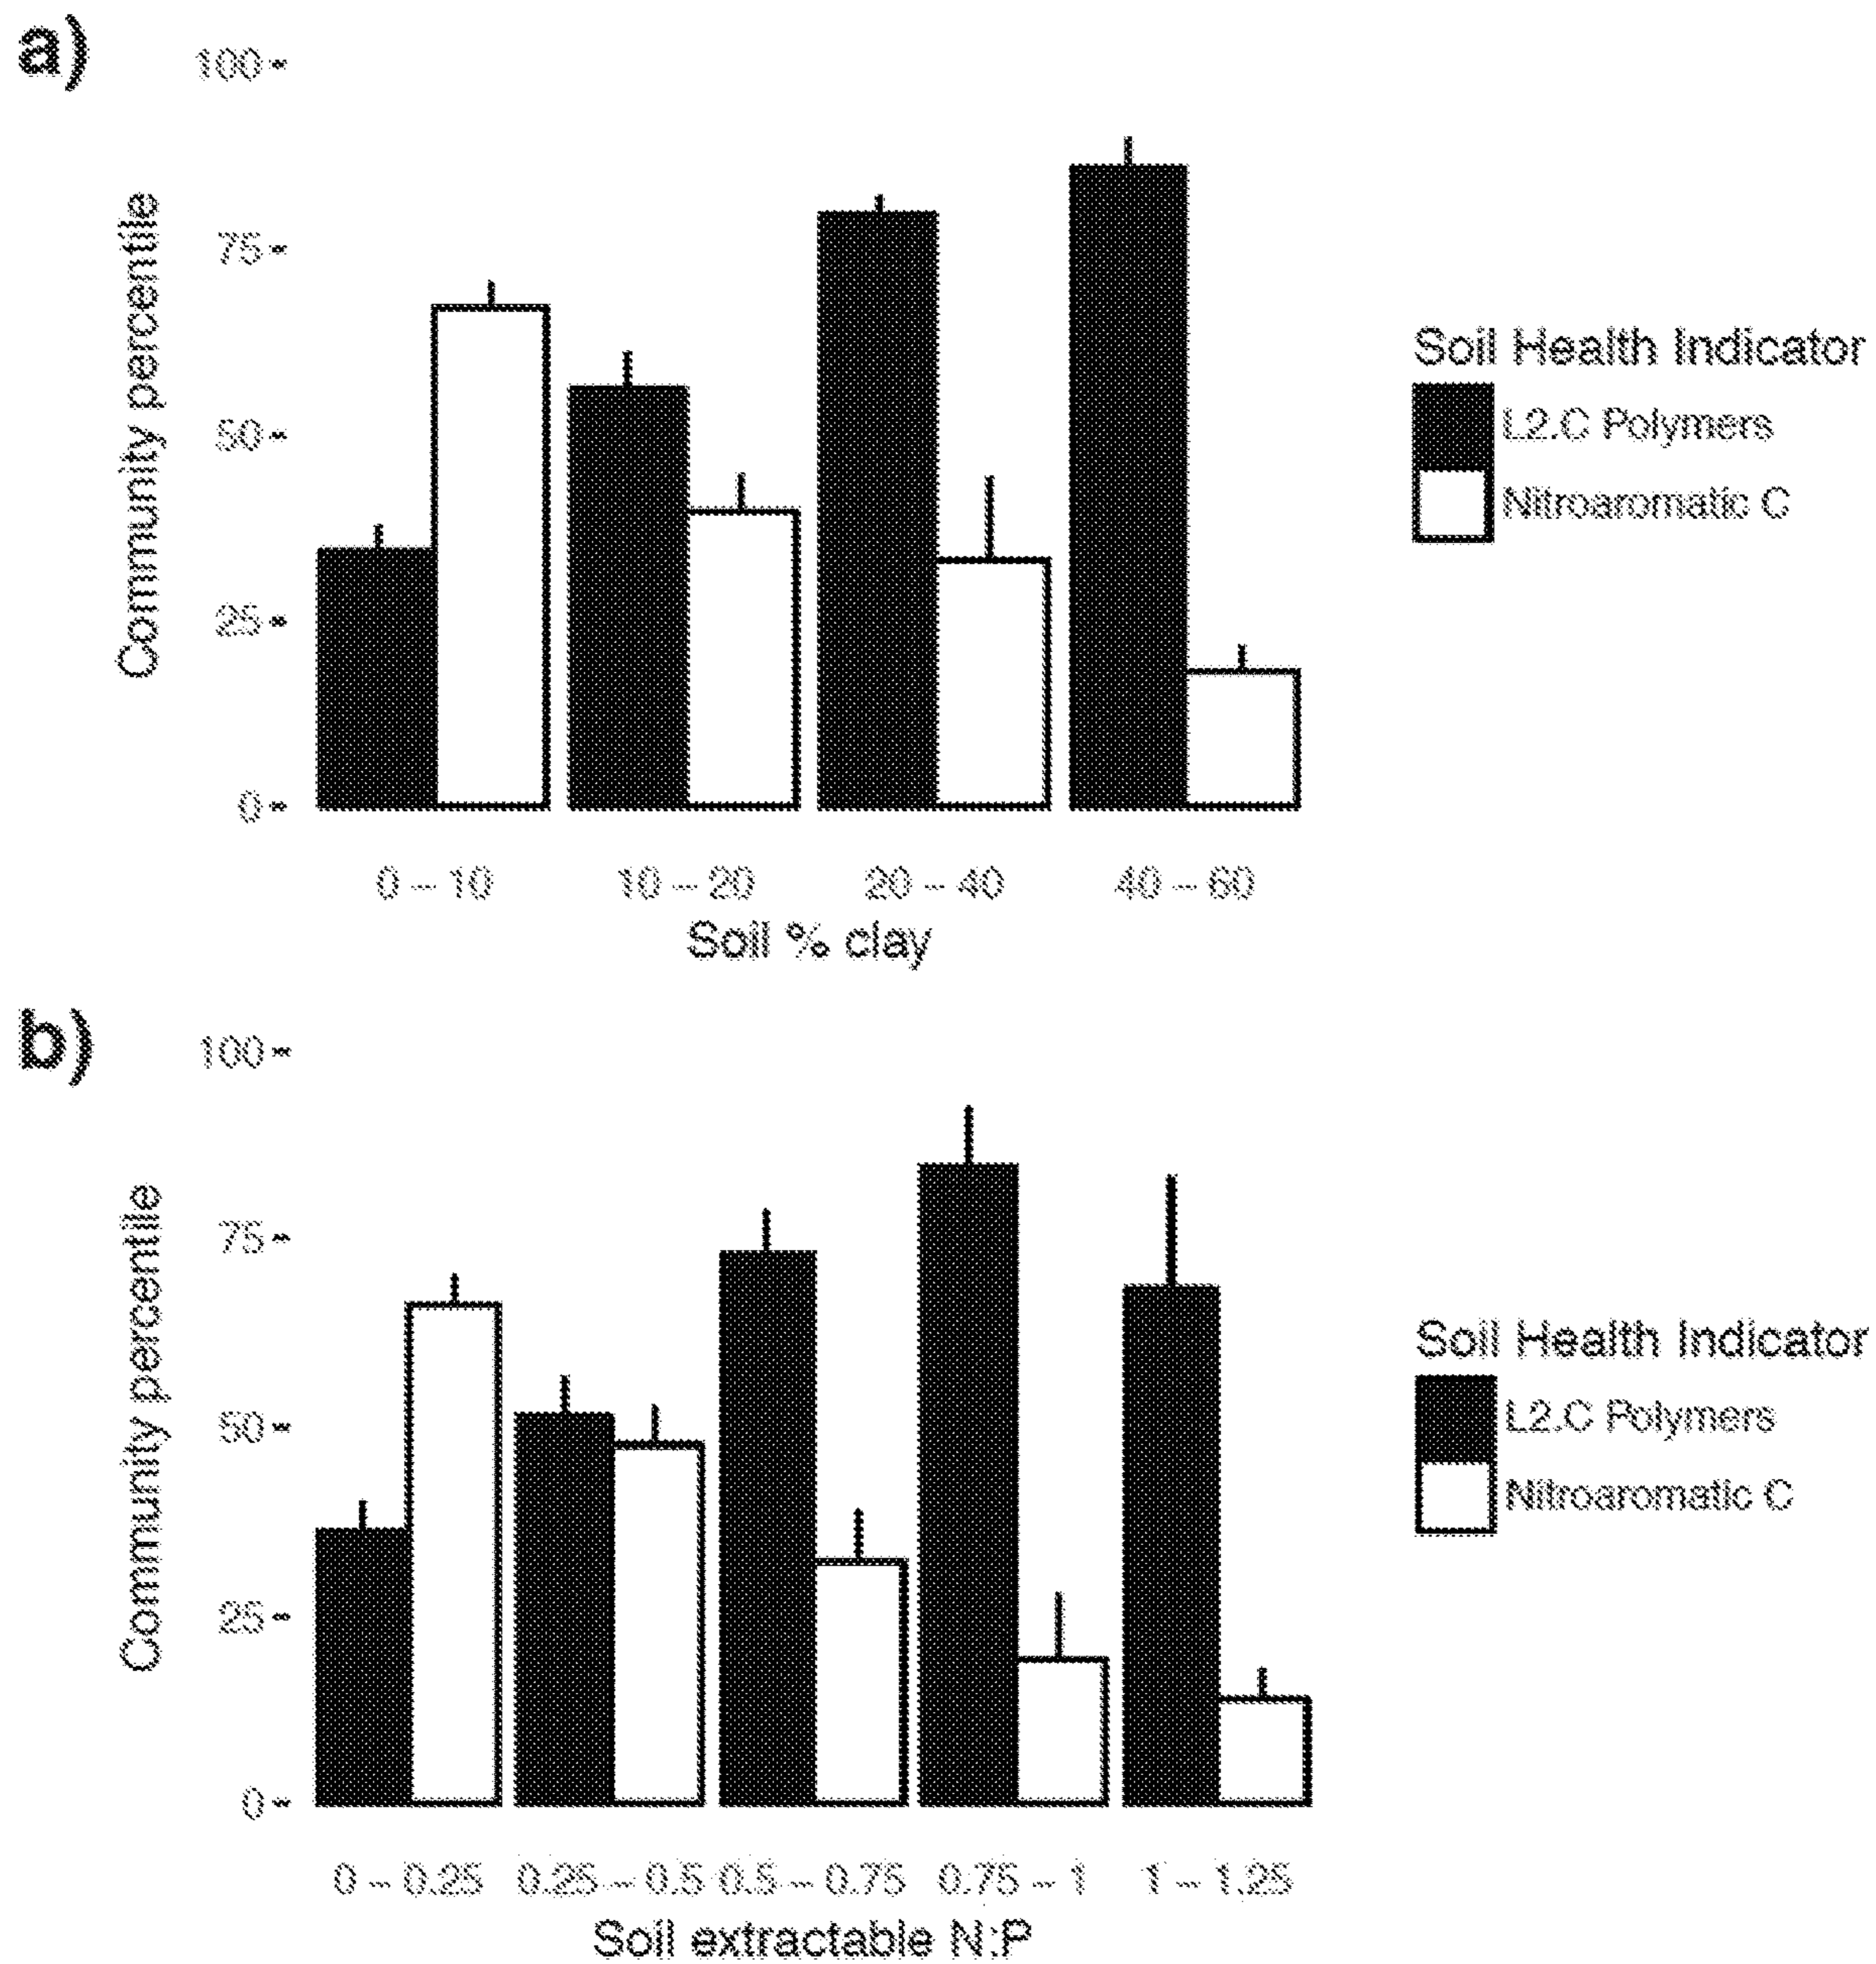 a)
100
75
50
25
0
Community percentile
0 – 10
10 – 20
20 – 40
40 – 60
Soil % clay
Soil Health Indicator
L2.C Polymers
Nitroaromatic C
b)
100
75
50
25
0
Community percentile
0 – 0.25
0.25 – 0.5
0.5 – 0.75
0.75 – 1
1 – 1.25
Soil extractable N:P
Soil Health Indicator
L2.C Polymers
Nitroaromatic C